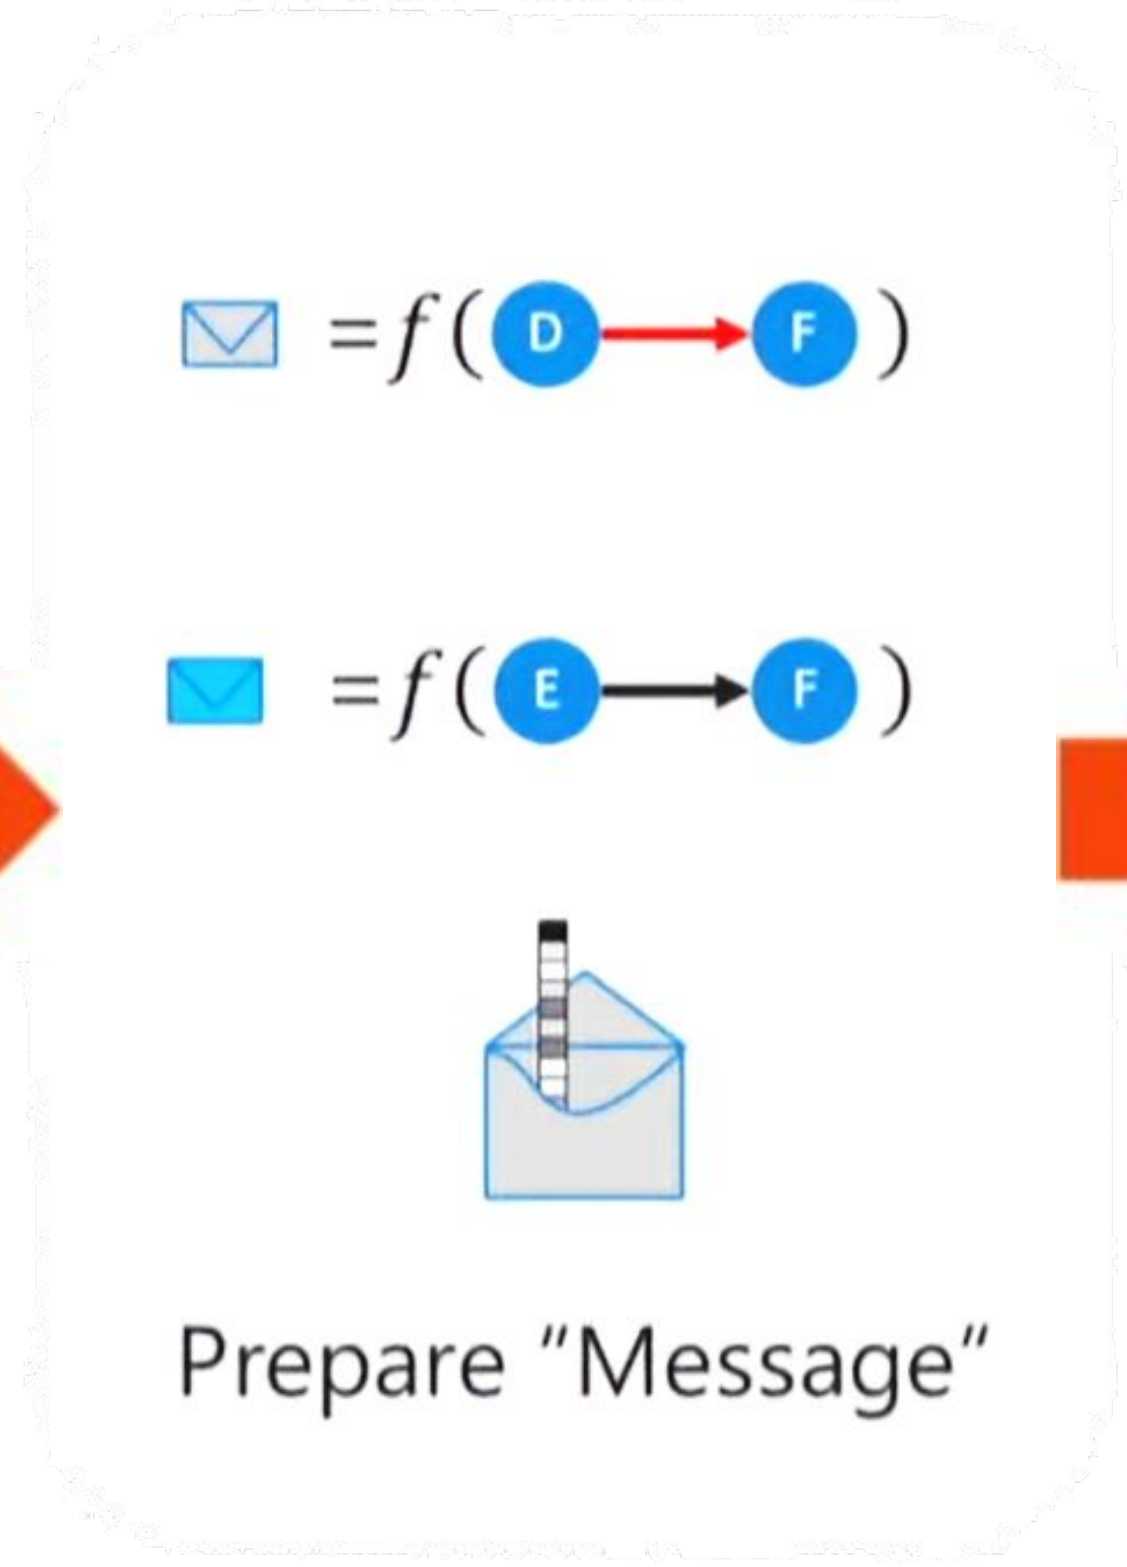 = f ( D F )
= f ( E F )
Prepare "Message"